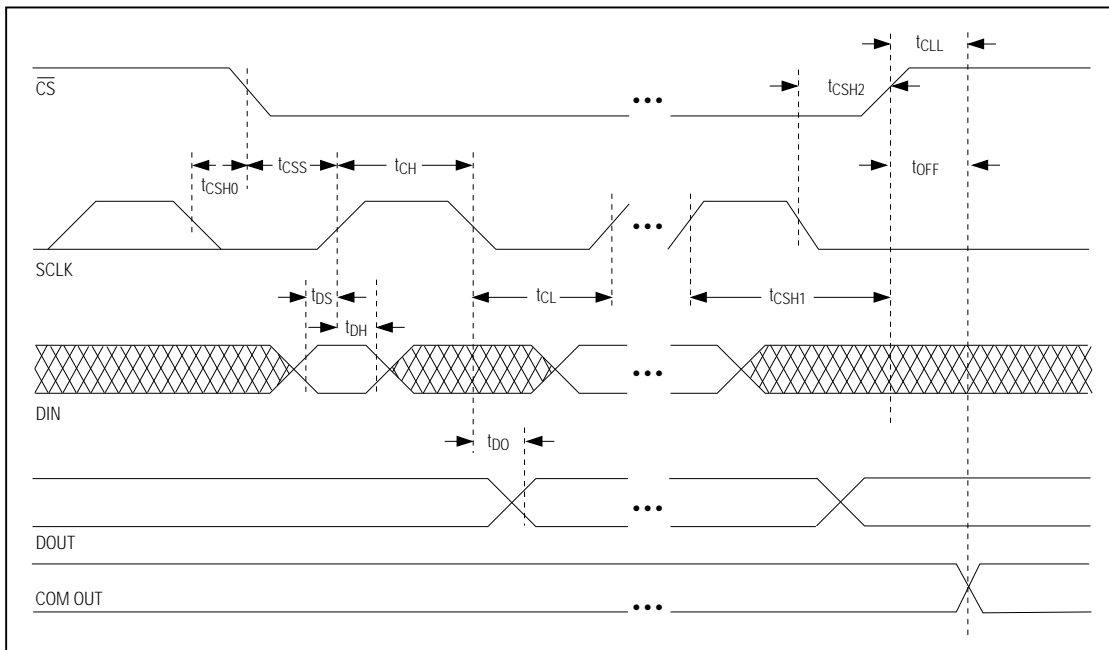 tCLL
CS
tCSH2
•••
tCSS
tCH
tOFF
tCSH0
•••
SCLK
tDS
tCL
tCSH1
tDH
•••
DIN
tDO
•••
DOUT
COM OUT
•••